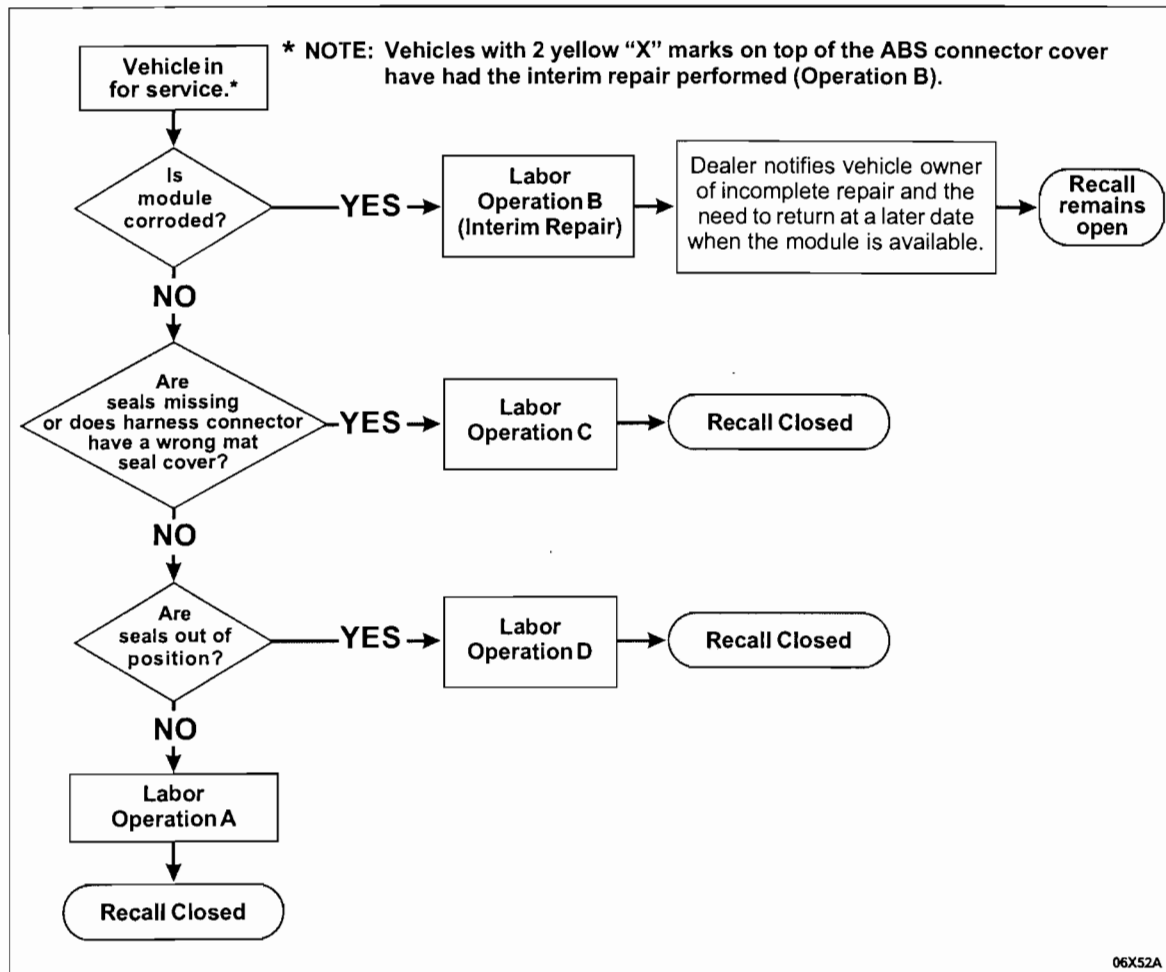 Vehicle in
for service.*
* NOTE: Vehicles with 2 yellow “X” marks on top of the ABS connector cover
have had the interim repair performed (Operation B).
Is
module
corroded?
YES
Labor
Operation B
(Interim Repair)
Dealer notifies vehicle owner
of incomplete repair and the
need to return at a later date
when the module is available.
Recall
remains
open
NO
Are
seals missing
or does harness connector
have a wrong mat
seal cover?
YES
Labor
Operation C
Recall Closed
NO
Are
seals out of
position?
YES
Labor
Operation D
Recall Closed
NO
Labor
Operation A
Recall Closed
06X52A